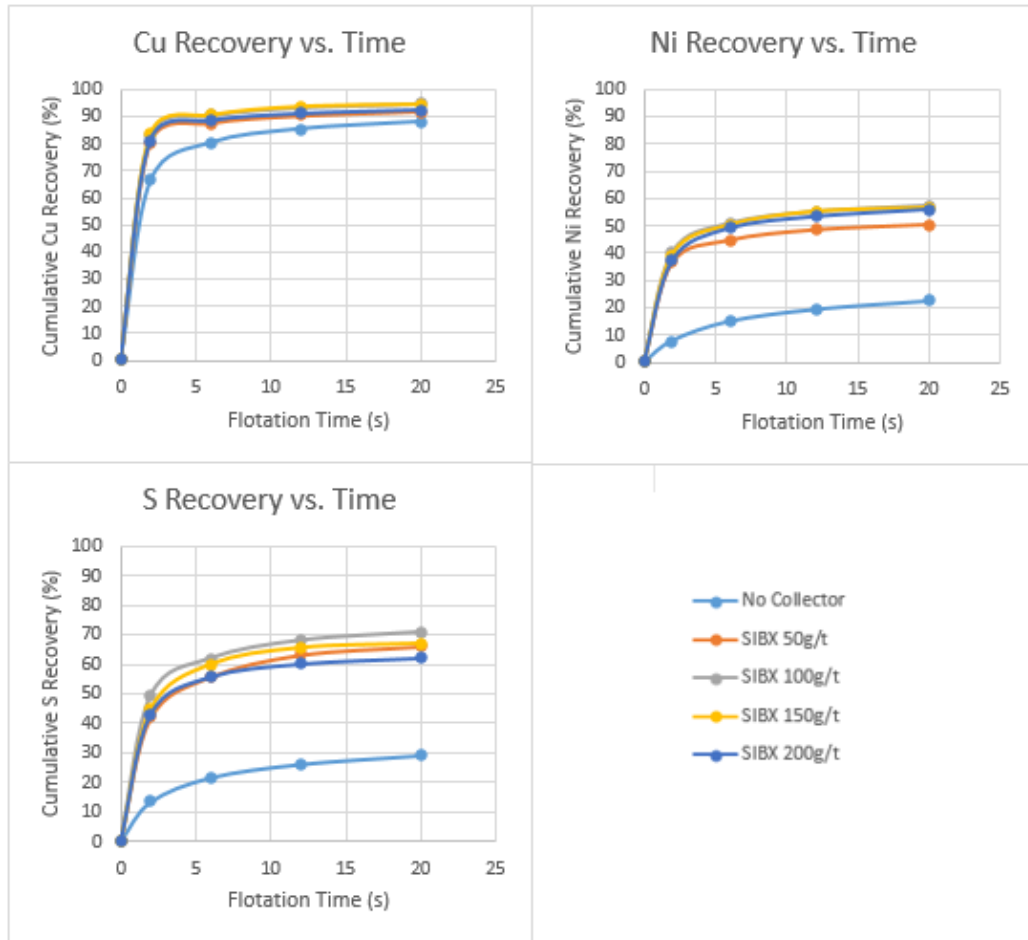 Cu Recovery vs. Time
Cumulative Cu Recovery (%)
100
90
80
70
60
50
40
30
20
10
0
0 5 10 15 20 25
Flotation Time (s)
Ni Recovery vs. Time
Cumulative Ni Recovery (%)
100
90
80
70
60
50
40
30
20
10
0
0 5 10 15 20 25
Flotation Time (s)
S Recovery vs. Time
Cumulative S Recovery (%)
100
90
80
70
60
50
40
30
20
10
0
0 5 10 15 20 25
Flotation Time (s)
No Collector
SIBX 50g/t
SIBX 100g/t
SIBX 150g/t
SIBX 200g/t